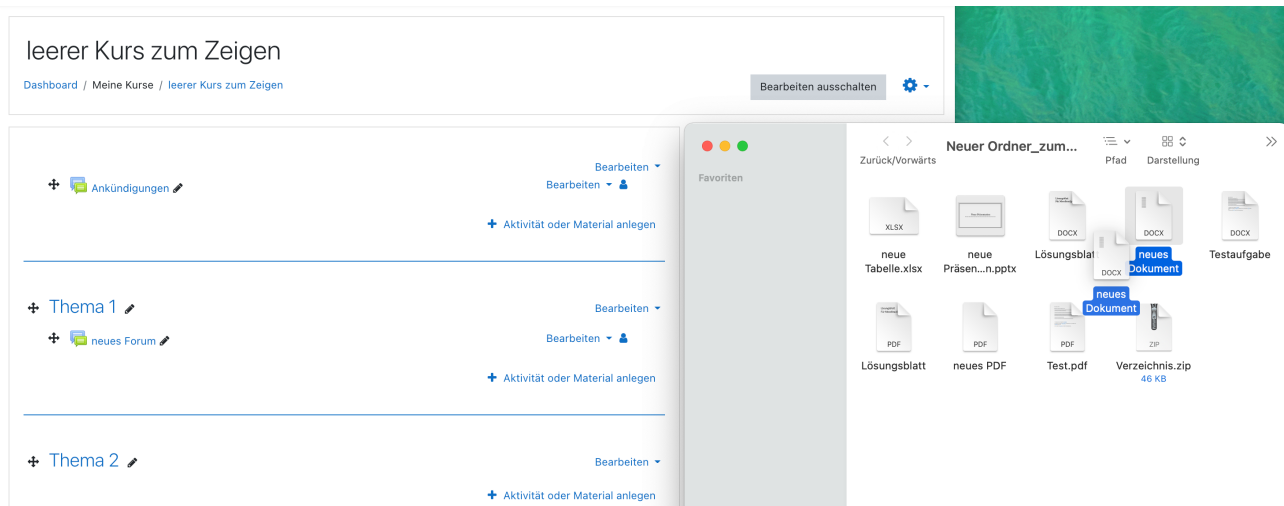 leerer Kurs zum Zeigen
Dashboard / Meine Kurse / leerer Kurs zum Zeigen
Bearbeiten ausschalten
Bearbeiten
Ankündigungen
Bearbeiten
+ Aktivität oder Material anlegen
Thema 1
Bearbeiten
neues Forum
Bearbeiten
+ Aktivität oder Material anlegen
Thema 2
Bearbeiten
+ Aktivität oder Material anlegen
Favoriten
Zurück/Vorwärts
Neuer Ordner_zum...
Pfad
Darstellung
XLSX
DOCX
DOCX
DOCX
neue
Tabelle.xlsx
neue
Präsen...n.pptx
Lösungsblatt
neues
Dokument
Testaufgabe
DOCX
neues
Dokument
PDF
PDF
PDF
ZIP
Lösungsblatt
neues PDF
Test.pdf
Verzeichnis.zip
46 KB